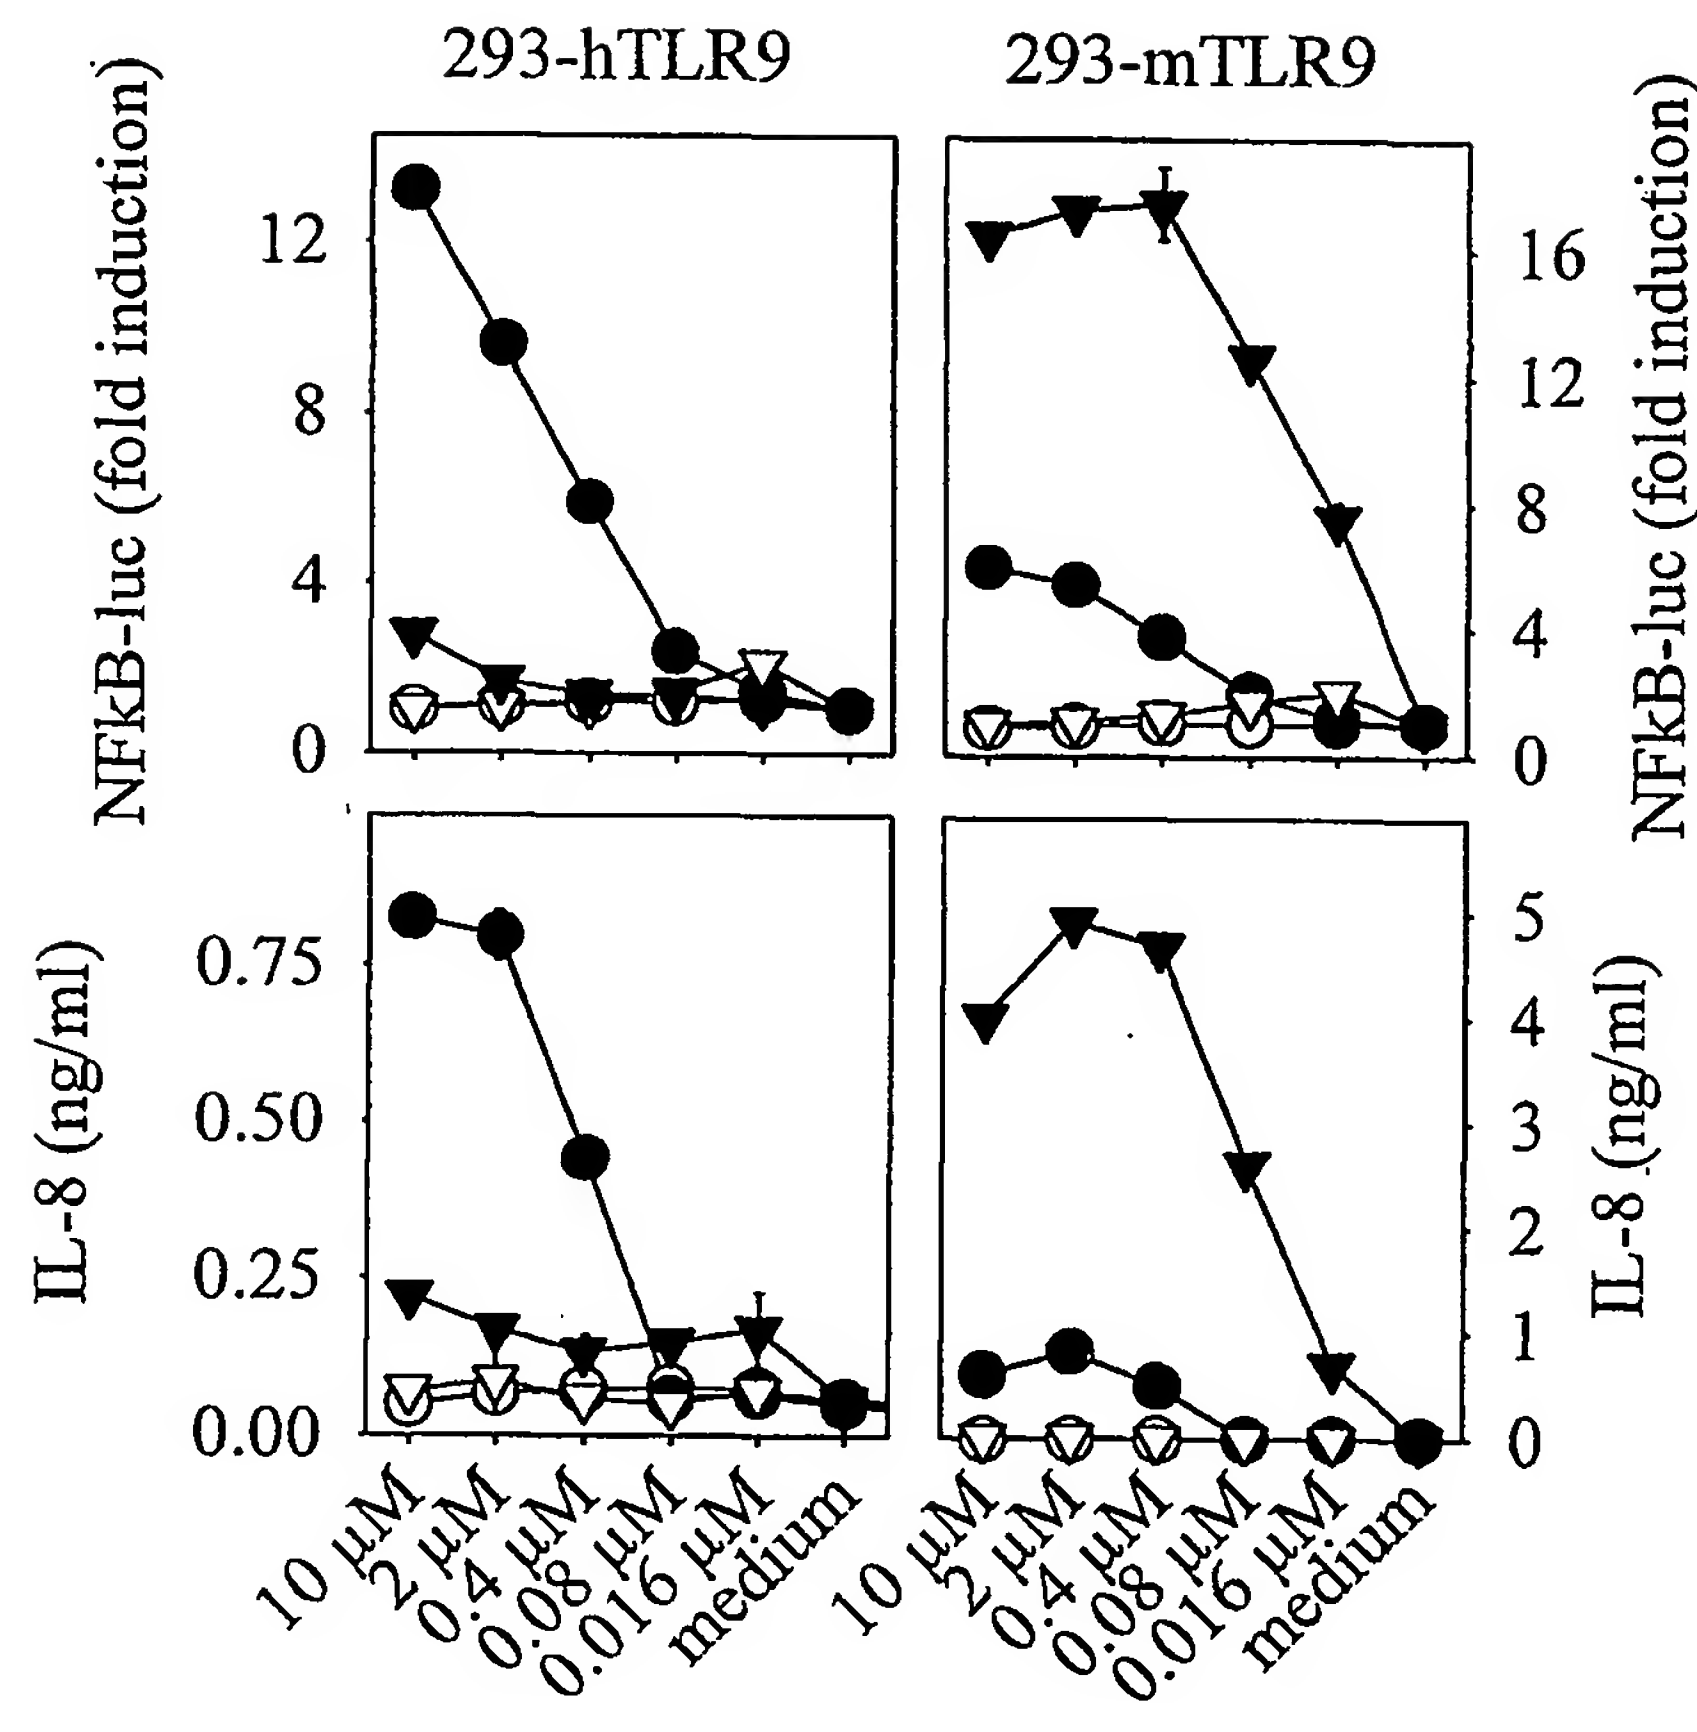 293-hTLR9
293-mTLR9
NFkB-luc (fold induction)
12
8
4
0
16
12
8
4
0
NFkB-luc (fold induction)
IL-8 (ng/ml)
0.75
0.50
0.25
0.00
5
4
3
2
1
0
IL-8 (ng/ml)
10 µM
2 µM
0.4 µM
0.08 µM
0.016 µM
medium
10 µM
2 µM
0.4 µM
0.08 µM
0.016 µM
medium